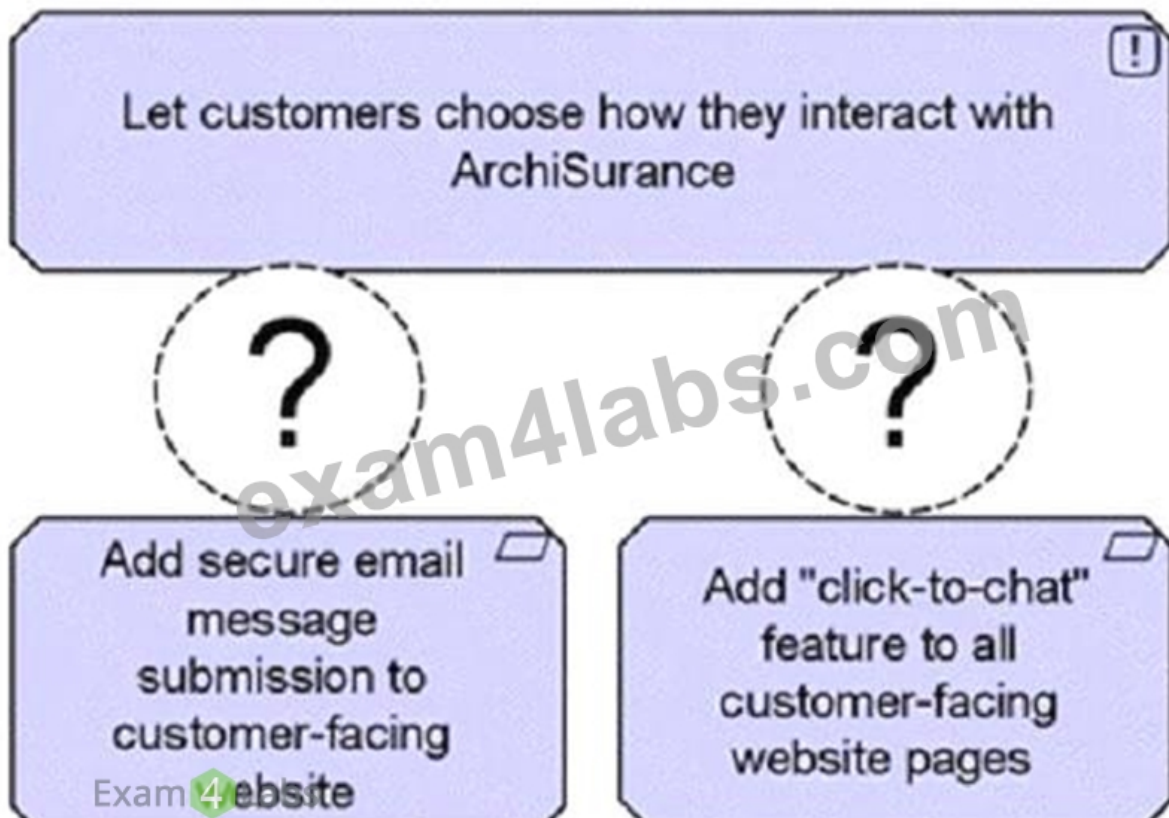 !
Let customers choose how they interact with
ArchiSurance
?
?
exam4labs.com
Add secure email
message
submission to
customer-facing
website
Add "click-to-chat"
feature to all
customer-facing
website pages
Exam 4